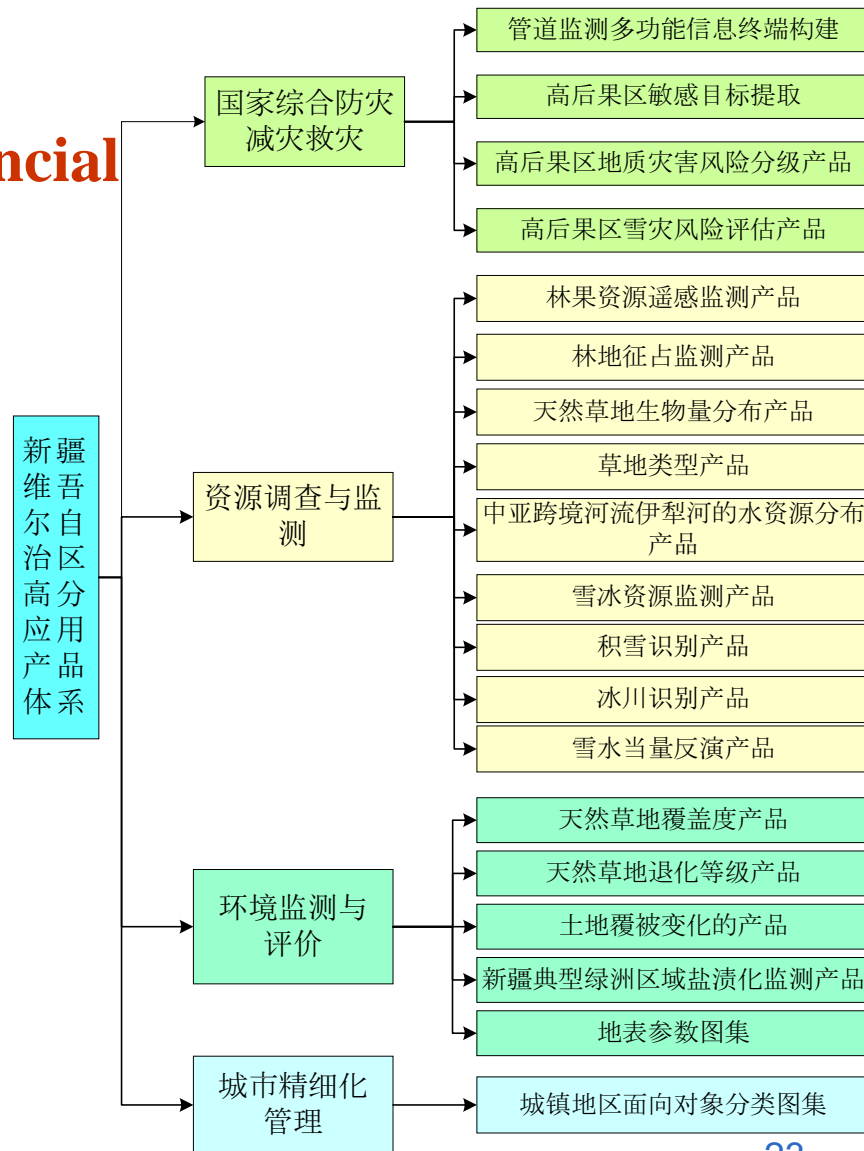 ncial
新疆
维吾
尔自
治区
高分
应用
产品
体系
国家综合防灾
减灾救灾
管道监测多功能信息终端构建
高后果区敏感目标提取
高后果区地质灾害风险分级产品
高后果区雪灾风险评估产品
资源调查与监
测
林果资源遥感监测产品
林地征占监测产品
天然草地生物量分布产品
草地类型产品
中亚跨境河流伊犁河的水资源分布
产品
雪冰资源监测产品
积雪识别产品
冰川识别产品
雪水当量反演产品
环境监测与
评价
天然草地覆盖度产品
天然草地退化等级产品
土地覆被变化的产品
新疆典型绿洲区域盐渍化监测产品
地表参数图集
城市精细化
管理
城镇地区面向对象分类图集